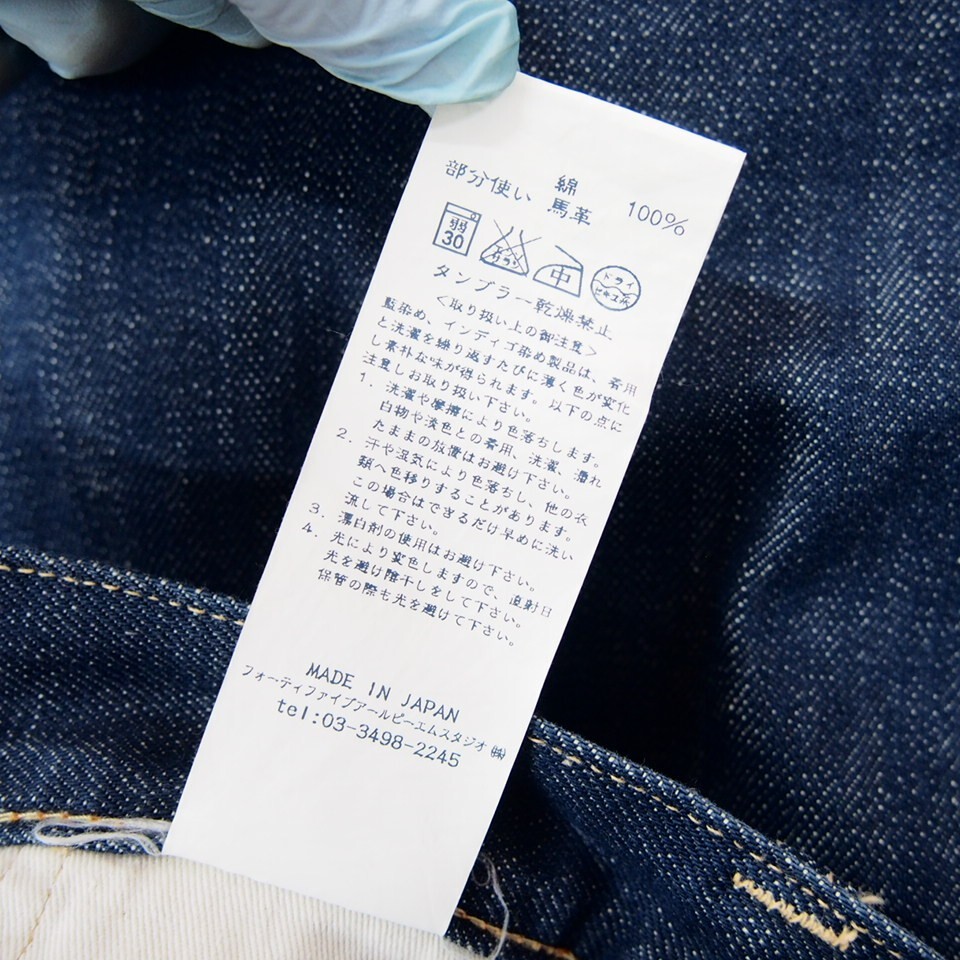 綿 100%
部分使い 馬革
弱 30 エンソサラシ 中 ドライ セキユ系
タンブラー乾燥禁止
<取り扱い上の御注意>
藍染め、インディゴ染め製品は、着用
と洗濯を繰り返すたびに薄く色が変化
し素朴な味が得られます。以下の点に
注意しお取り扱い下さい。
1. 洗濯や摩擦により色落ちします。
白物や淡色との着用、洗濯、濡れ
たままの放置はお避け下さい。
2. 汗や湿気により色落ちし、他の衣
類へ色移りすることがあります。
この場合はできるだけ早めに洗い
流して下さい。
3. 漂白剤の使用はお避け下さい。
4. 光により変色しますので、直射日
光を避け陰干しをして下さい。
保管の際も光を避けて下さい。
MADE IN JAPAN
フォーティファイブアールピーエムスタジオ㈱
tel:03-3498-2245